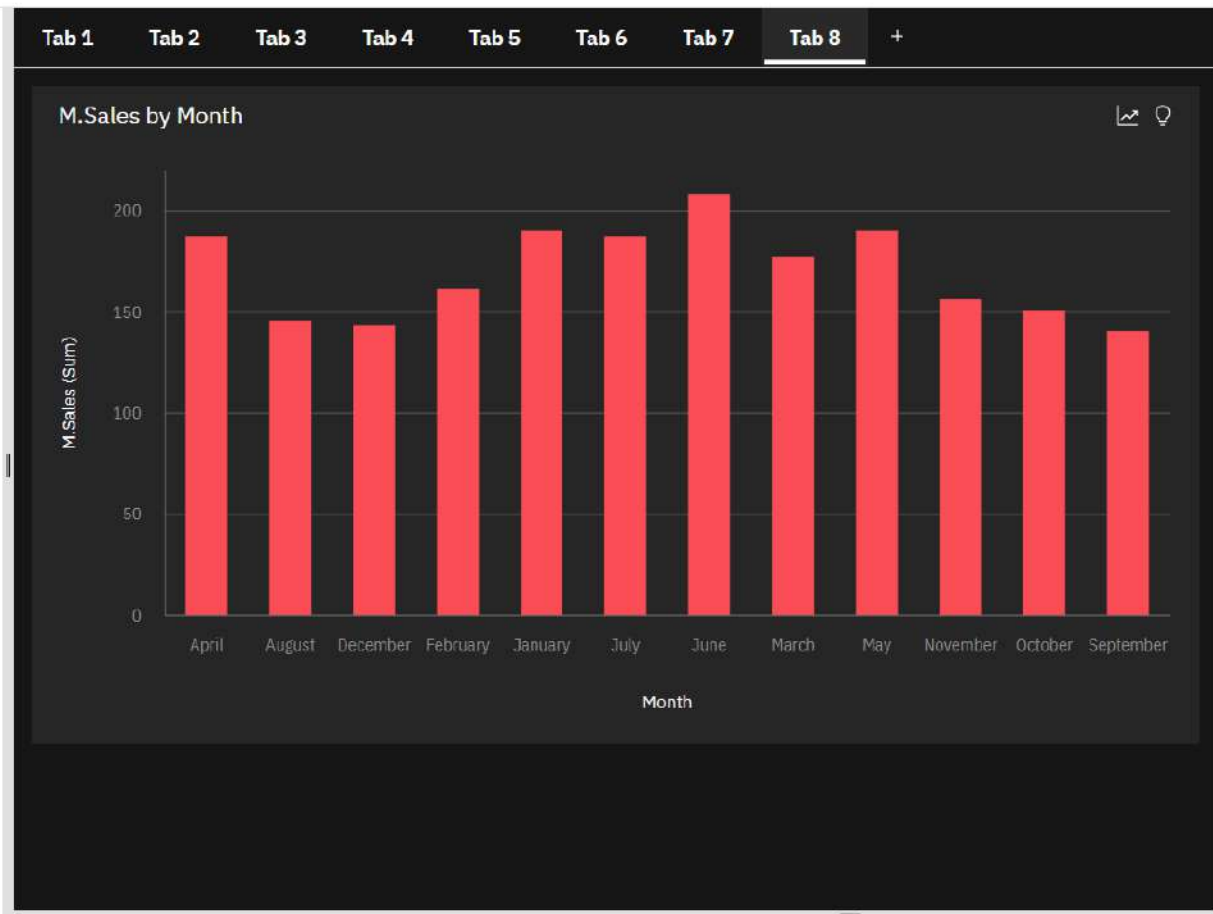 Tab 1 Tab 2 Tab 3 Tab 4 Tab 5 Tab 6 Tab 7 Tab 8 +
M.Sales by Month
200
150
100
50
0
M.Sales (Sum)
April August December February January July June March May November October September
Month